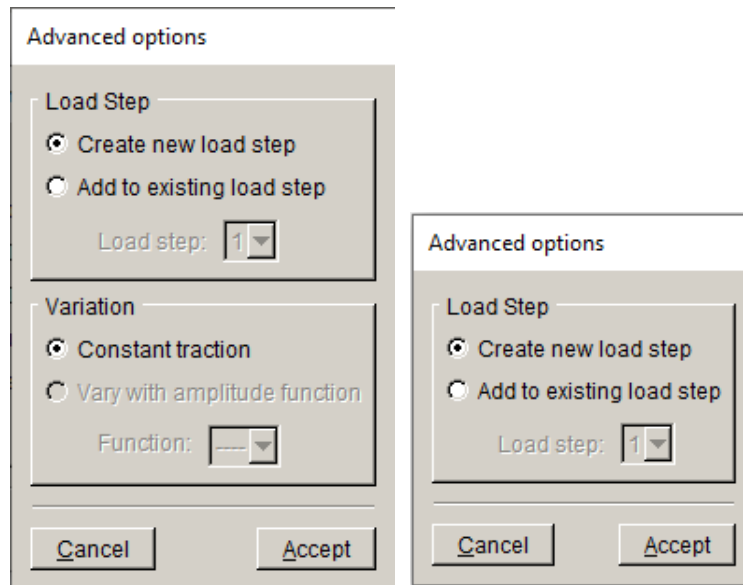 Advanced options
Load Step
Create new load step
Add to existing load step
Load step: 1
Variation
Constant traction
Vary with amplitude function
Function: ----
Cancel Accept
Advanced options
Load Step
Create new load step
Add to existing load step
Load step: 1
Cancel Accept